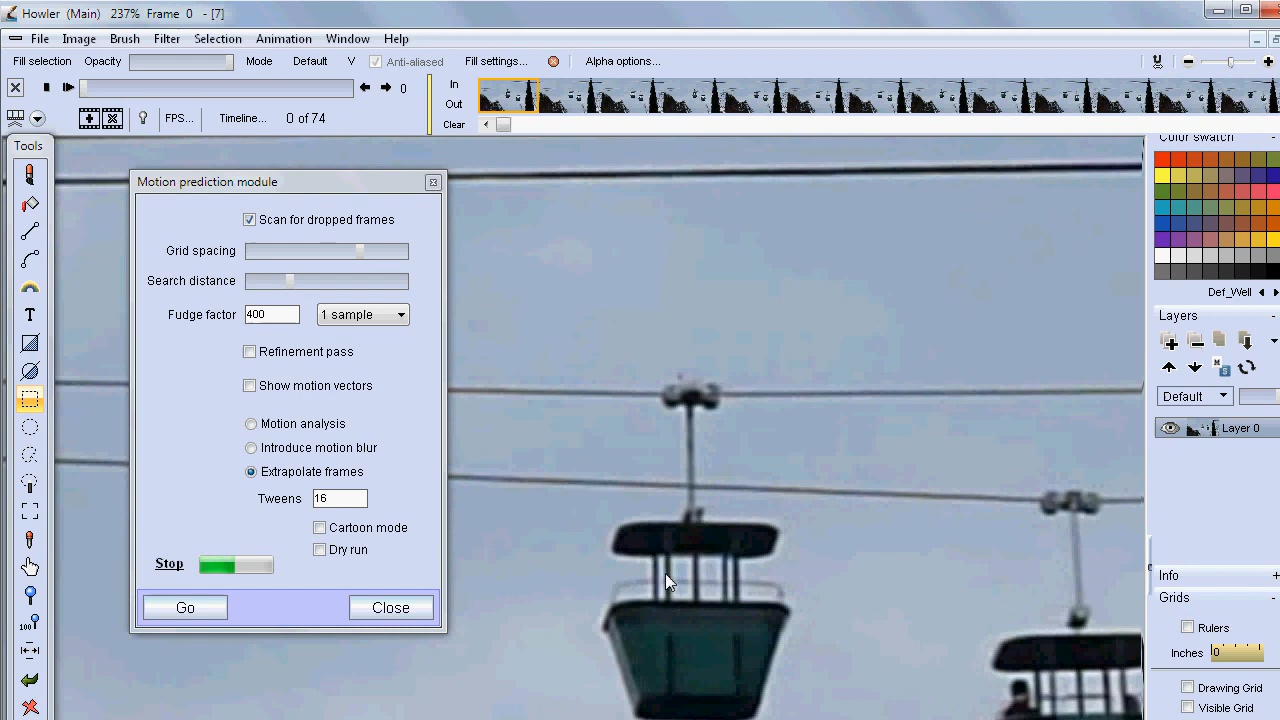 Howler (Main) 237% Frame 0 - [7]
File Image Brush Filter Selection Animation Window Help
Fill selection Opacity Mode Default V Anti-aliased Fill settings... Alpha options...
In
0
Out
FPS... Timeline... 0 of 74
Clear
Tools
Color swatch
Motion prediction module
Scan for dropped frames
Grid spacing
Search distance
Fudge factor 400 1 sample
Refinement pass
Show motion vectors
Motion analysis
Introduce motion blur
Extrapolate frames
Tweens 16
Cartoon mode
Dry run
Stop
Go Close
T
100
Def_Well
Layers
M
S
Default
Layer 0
Info
Grids
Rulers
Inches 0
Drawing Grid
Visible Grid